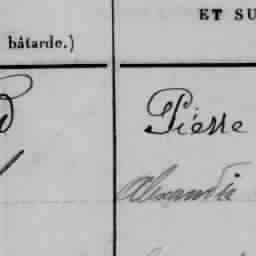 ET SU
bâtarde.)
Pierre
Alexandre